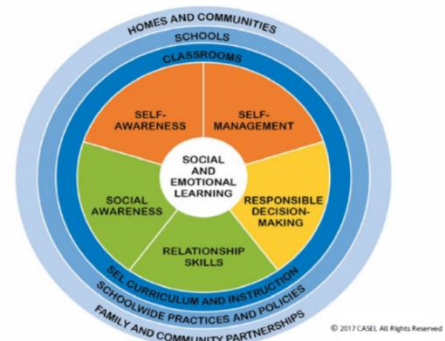 HOMES AND COMMUNITIES
SCHOOLS
CLASSROOMS
SELF-
AWARENESS
SELF-
MANAGEMENT
SOCIAL
AND
EMOTIONAL
LEARNING
SOCIAL
AWARENESS
RESPONSIBLE
DECISION-
MAKING
RELATIONSHIP
SKILLS
SEL CURRICULUM AND INSTRUCTION
SCHOOLWIDE PRACTICES AND POLICIES
FAMILY AND COMMUNITY PARTNERSHIPS
© 2017 CASEL All Rights Reserved